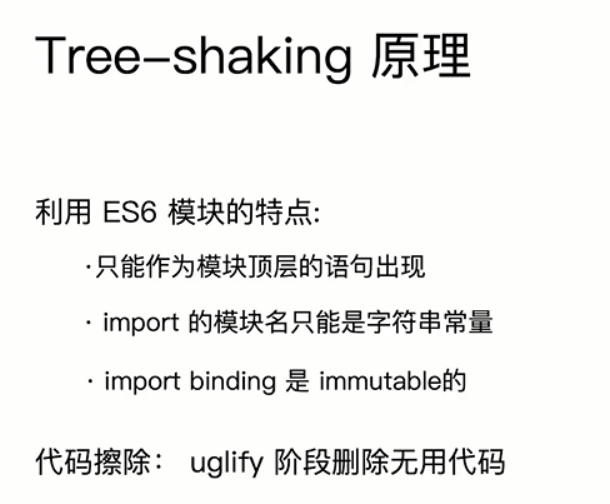 Tree-shaking 原理
利用 ES6 模块的特点:
·只能作为模块顶层的语句出现
· import 的模块名只能是字符串常量
· import binding 是 immutable的
代码擦除： uglify 阶段删除无用代码